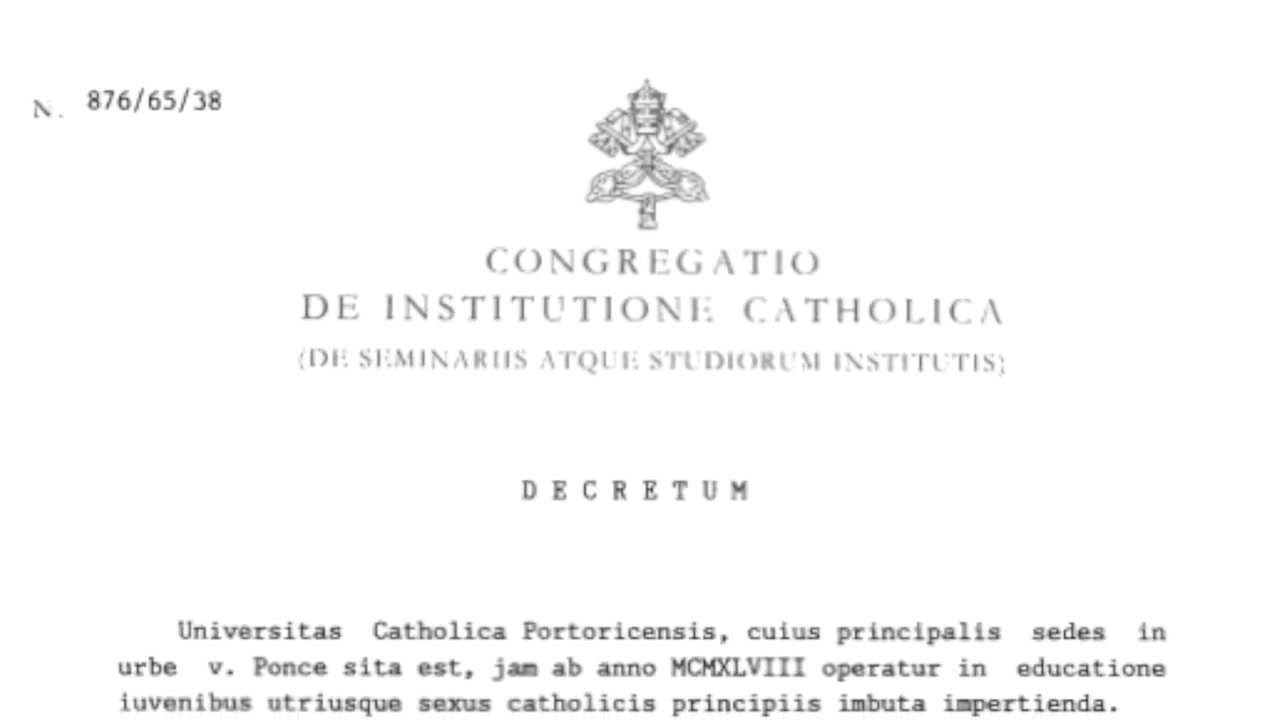 N. 876/65/38
CONGREGATIO
DE INSTITUTIONE CATHOLICA
(DE SEMINARIIS ATQUE STUDIORUM INSTITUTIS)
DECRETUM
Universitas Catholica Portoricensis, cuius principalis sedes in
urbe v. Ponce sita est, jam ab anno MCMXLVIII operatur in educatione
iuvenibus utriusque sexus catholicis principiis imbuta impertienda.